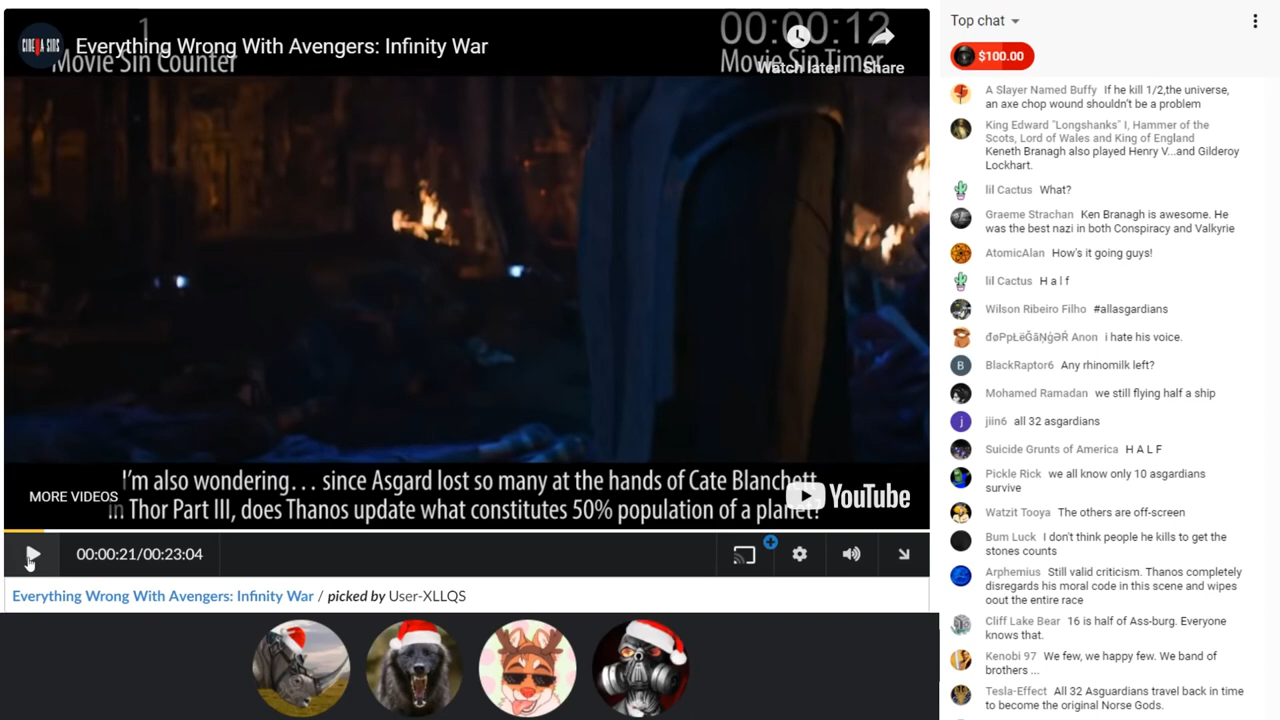 1
00:00:12
CINEMA SINS
Everything Wrong With Avengers: Infinity War
Movie Sin Counter
Movie Sin Timer
Watch later
Share
I'm also wondering... since Asgard lost so many at the hands of Cate Blanchett
MORE VIDEOS
in Thor Part III, does Thanos update what constitutes 50% population of a planet?
YouTube
00:00:21/00:23:04
Everything Wrong With Avengers: Infinity War / picked by User-XLLQS
Top chat
$100.00
A Slayer Named Buffy If he kill 1/2,the universe,
an axe chop wound shouldn't be a problem
King Edward "Longshanks" I, Hammer of the
Scots, Lord of Wales and King of England
Keneth Branagh also played Henry V...and Gilderoy
Lockhart.
lil Cactus What?
Graeme Strachan Ken Branagh is awesome. He
was the best nazi in both Conspiracy and Valkyrie
AtomicAlan How's it going guys!
lil Cactus H a l f
Wilson Ribeiro Filho #allasgardians
Anon i hate his voice.
B
BlackRaptor6 Any rhinomilk left?
Mohamed Ramadan we still flying half a ship
j
jiin6 all 32 asgardians
Suicide Grunts of America H A L F
Pickle Rick we all know only 10 asgardians
survive
Watzit Tooya The others are off-screen
Bum Luck I don't think people he kills to get the
stones counts
Arphemius Still valid criticism. Thanos completely
disregards his moral code in this scene and wipes
oout the entire race
Cliff Lake Bear 16 is half of Ass-burg. Everyone
knows that.
Kenobi 97 We few, we happy few. We band of
brothers ...
Tesla-Effect All 32 Asguardians travel back in time
to become the original Norse Gods.